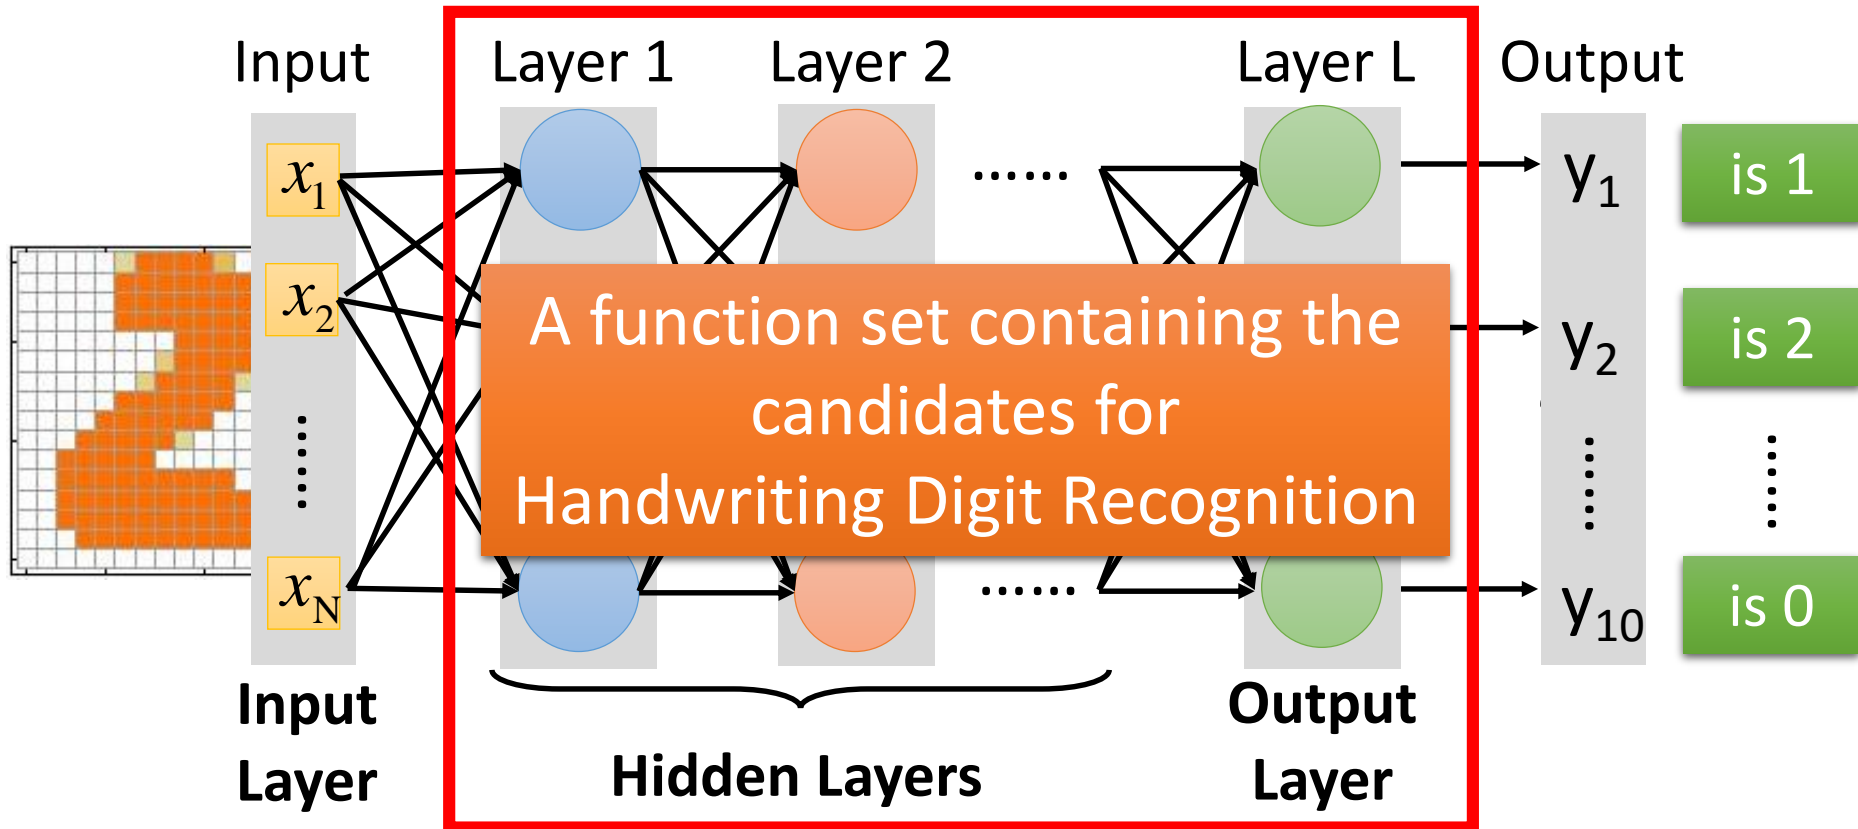 Input
Layer 1
Layer 2
Layer L
Output
x1
x2
……
xN
……
……
A function set containing the
candidates for
Handwriting Digit Recognition
y1
y2
……
y10
is 1
is 2
……
is 0
Input
Layer
Hidden Layers
Output
Layer